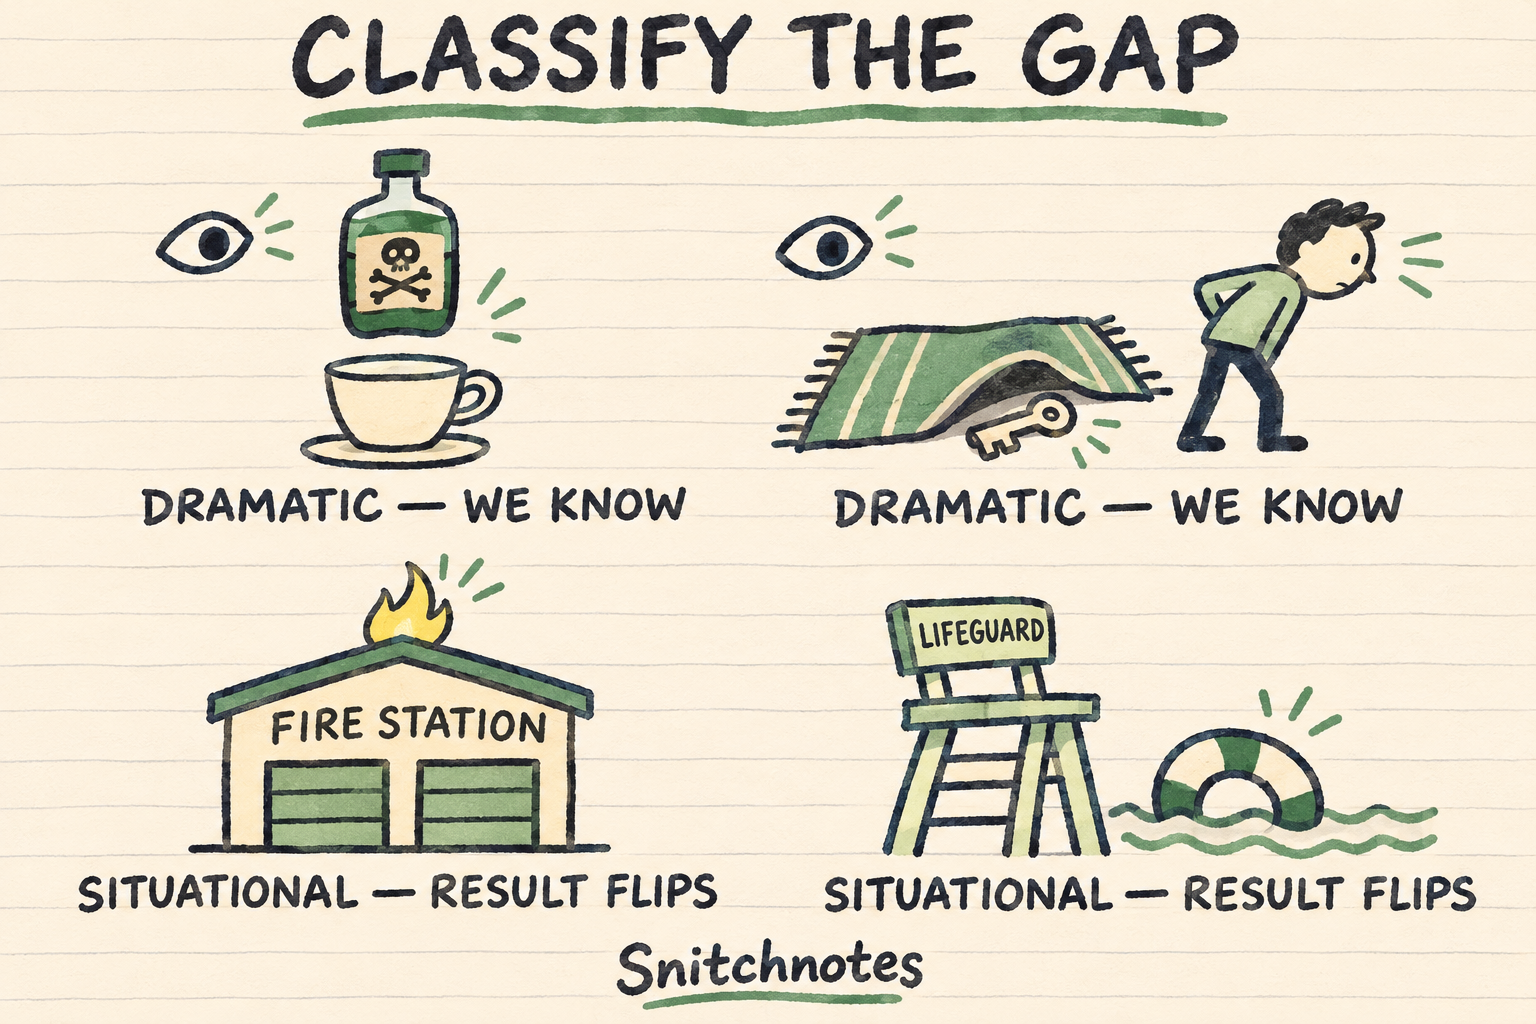 CLASSIFY THE GAP
DRAMATIC — WE KNOW
DRAMATIC — WE KNOW
FIRE STATION
LIFEGUARD
SITUATIONAL — RESULT FLIPS
SITUATIONAL — RESULT FLIPS
Snitchnotes